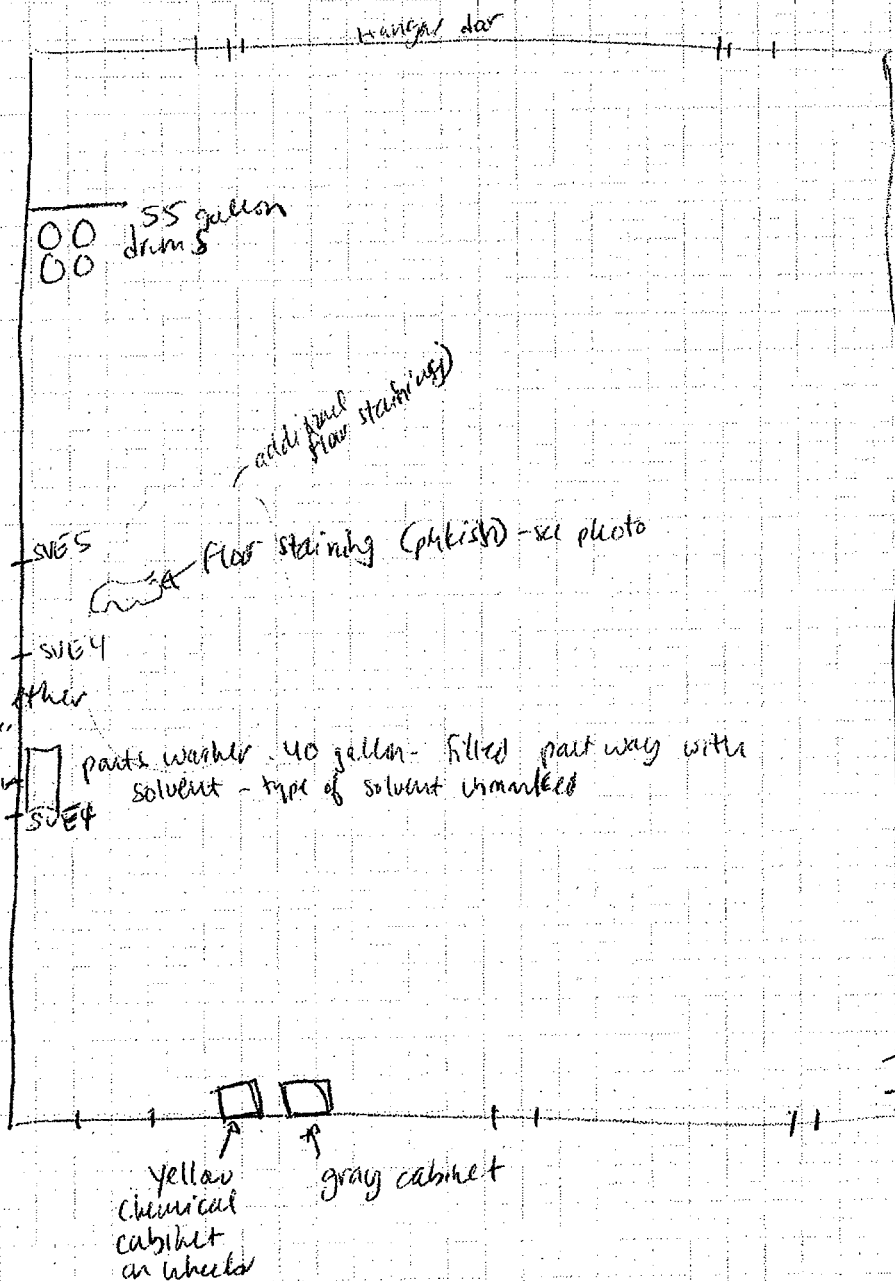 Hangar door
55 gallon
drums
additional
floor staining
SVE5
Floor staining (pinkish) - see photo
SVE4
other
parts washer 40 gallon - filled part way with
solvent - type of solvent unmarked
SVE4
yellow
chemical
cabinet
on wheels
gray cabinet